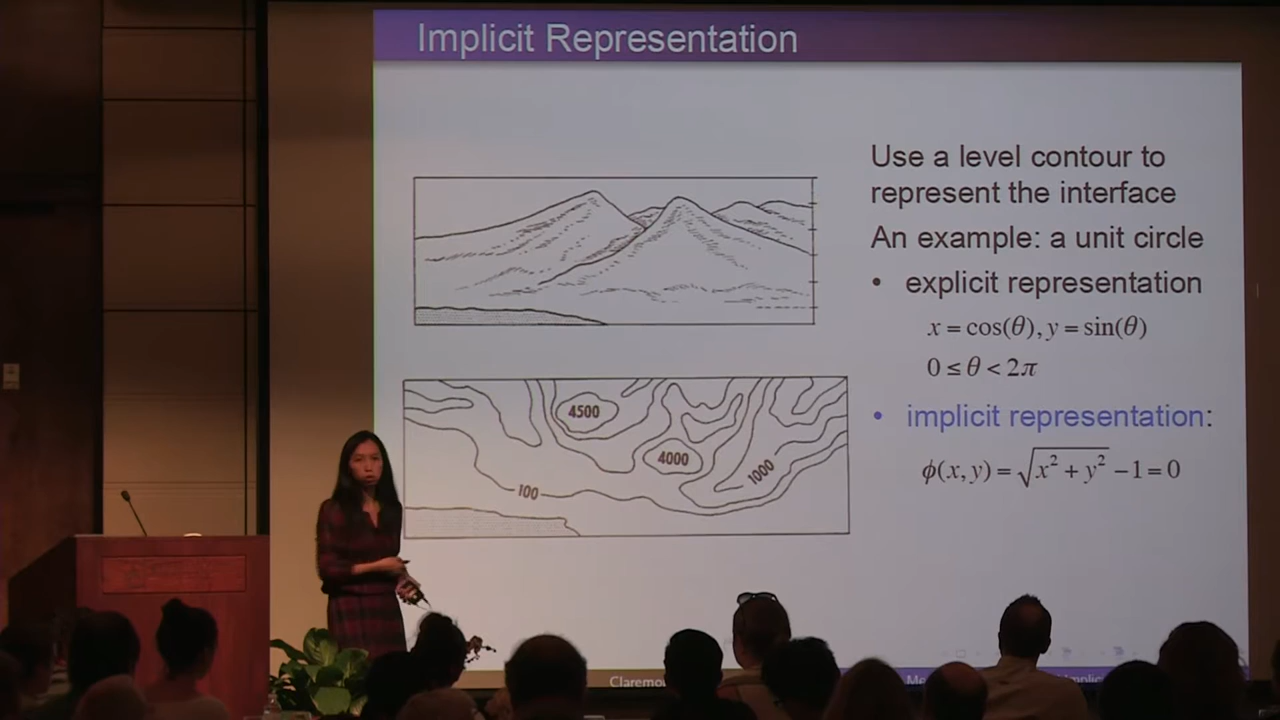 Implicit Representation
Use a level contour to
represent the interface
An example: a unit circle
• explicit representation
x = cos(θ), y = sin(θ)
0 ≤ θ < 2π
• implicit representation:
ϕ(x, y) = √x² + y² − 1 = 0
4500
4000
1000
100